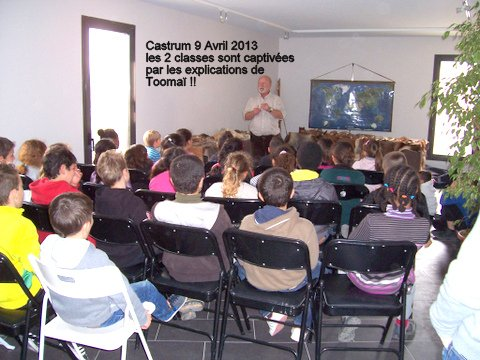 Castrum 9 Avril 2013
les 2 classes sont captivées
par les explications de
Toomaï !!